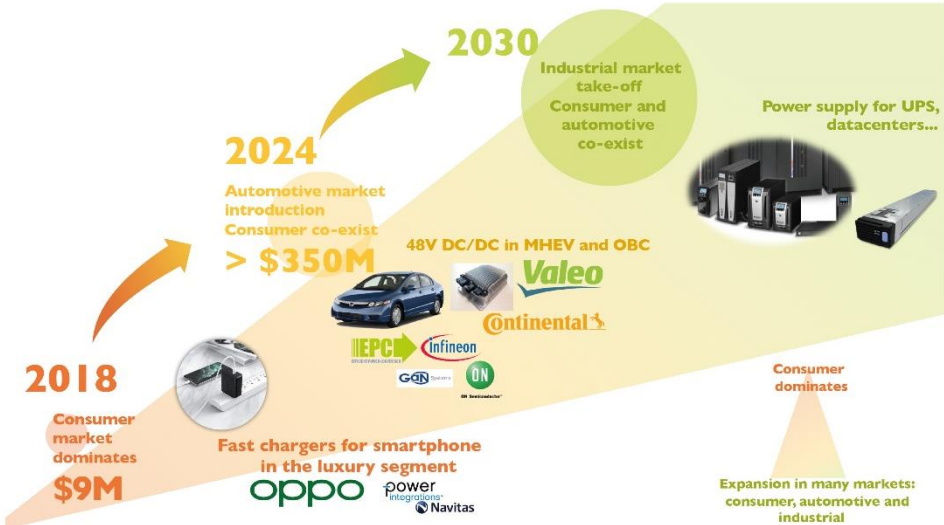 2030
Industrial market
take-off
Consumer and
automotive
co-exist
Power supply for UPS,
datacenters...
2024
Automotive market
introduction
Consumer co-exist
> $350M
48V DC/DC in MHEV and OBC
Valeo
Continental
EPC
infineon
GaN Systems
ON
ON Semiconductor
2018
Consumer
market
dominates
$9M
Fast chargers for smartphone
in the luxury segment
oppo
power
integrations
Navitas
Consumer
dominates
Expansion in many markets:
consumer, automotive and
industrial